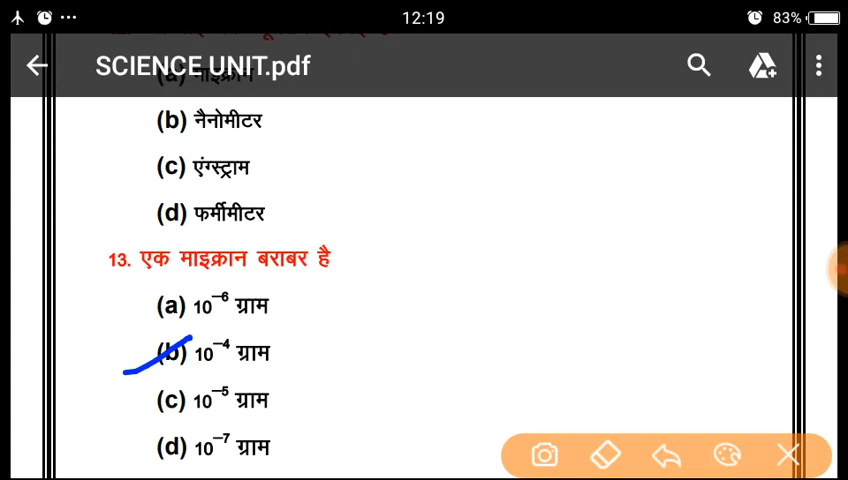 12:19
83%
SCIENCE UNIT.pdf
(a) माइक्रान
(b) नैनोमीटर
(c) एंग्स्ट्राम
(d) फर्मीमीटर
13. एक माइक्रान बराबर है
(a) 10⁻⁶ ग्राम
(b) 10⁻⁴ ग्राम
(c) 10⁻⁵ ग्राम
(d) 10⁻⁷ ग्राम